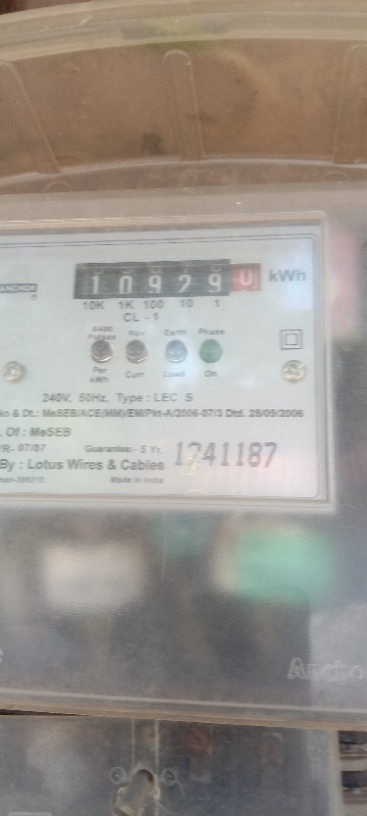 ANCHOR
10929 0 kWh
10K 1K 100 10 1
CL - 1
6400 Pulses Rev Earth Phase
Per kWh Curr Load On
240V, 50Hz, Type : LEC S
No & Dt.: MeSEB/ACE(MM)/EM/Pkt-A/2006-07/3 Dtd. 28/09/2006
. Of : MeSEB
YR.- 07/07 Guarantee:- 5 Yr.
By : Lotus Wires & Cables 1241187
Made in India
Ancho